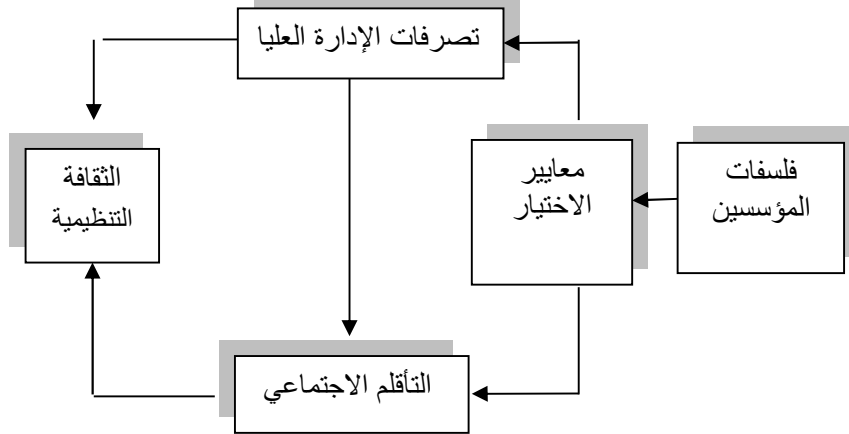 تصرفات الإدارة العليا
فلسفات
المؤسسين
معايير
الاختيار
الثقافة
التنظيمية
التأقلم الاجتماعي